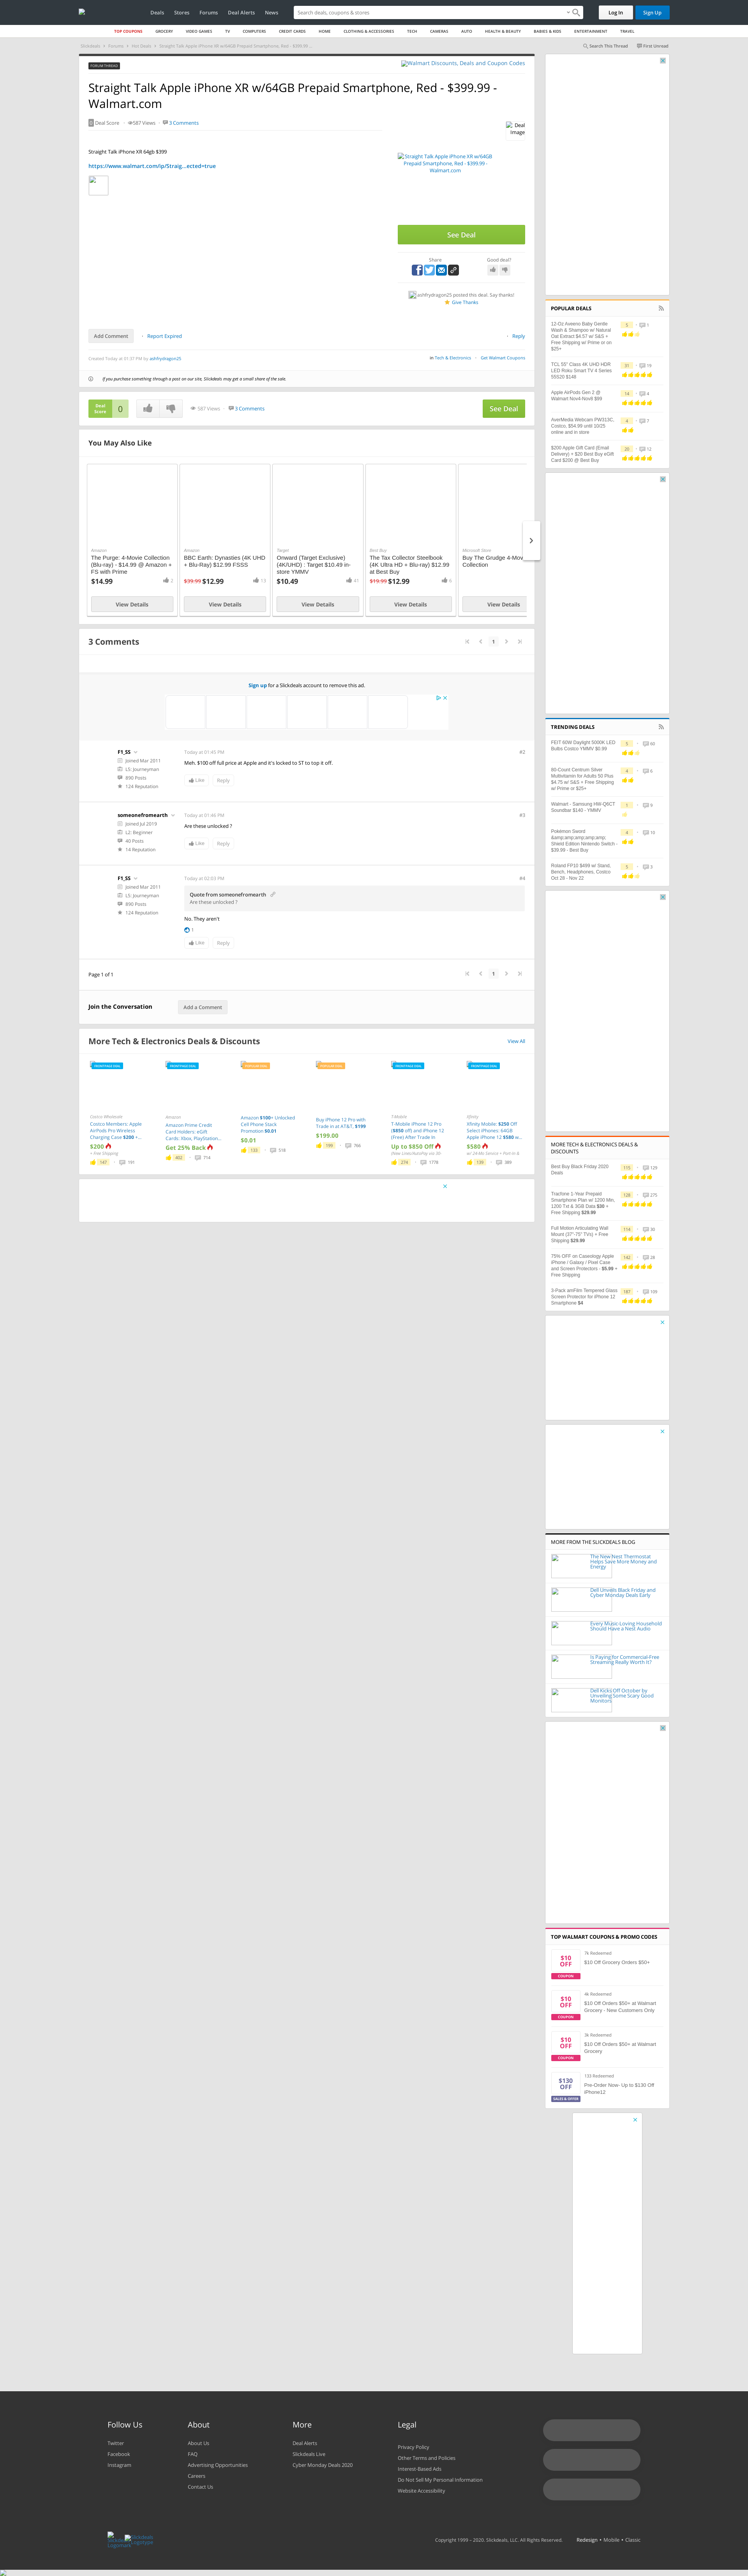 Deals Stores Forums Deal Alerts News
Search deals, coupons & stores
Log In
Sign Up
TOP COUPONS GROCERY VIDEO GAMES TV COMPUTERS CREDIT CARDS HOME CLOTHING & ACCESSORIES TECH CAMERAS AUTO HEALTH & BEAUTY BABIES & KIDS ENTERTAINMENT TRAVEL
Slickdeals > Forums > Hot Deals > Straight Talk Apple iPhone XR w/64GB Prepaid Smartphone, Red - $399.99 ...
Search This Thread
First Unread
FORUM THREAD
Walmart Discounts, Deals and Coupon Codes
Straight Talk Apple iPhone XR w/64GB Prepaid Smartphone, Red - $399.99 -
Walmart.com
0 Deal Score
587 Views
3 Comments
Deal
Image
Straight Talk iPhone XR 64gb $399
https://www.walmart.com/ip/Straig...ected=true
Straight Talk Apple iPhone XR w/64GB
Prepaid Smartphone, Red - $399.99 -
Walmart.com
See Deal
Share
Good deal?
ashfrydragon25 posted this deal. Say thanks!
Give Thanks
Add Comment
Report Expired
Reply
Created Today at 01:37 PM by ashfrydragon25
in Tech & Electronics
Get Walmart Coupons
If you purchase something through a post on our site, Slickdeals may get a small share of the sale.
Deal
Score
0
587 Views
3 Comments
See Deal
You May Also Like
Amazon
The Purge: 4-Movie Collection
(Blu-ray) - $14.99 @ Amazon +
FS with Prime
$14.99
2
View Details
Amazon
BBC Earth: Dynasties (4K UHD
+ Blu-Ray) $12.99 FSSS
$39.99 $12.99
13
View Details
Target
Onward (Target Exclusive)
(4K/UHD) : Target $10.49 in-
store YMMV
$10.49
41
View Details
Best Buy
The Tax Collector Steelbook
(4K Ultra HD + Blu-ray) $12.99
at Best Buy
$19.99 $12.99
6
View Details
Microsoft Store
Buy The Grudge 4-Mov
Collection
View Details
3 Comments
1
Sign up for a Slickdeals account to remove this ad.
F1_SS
Joined Mar 2011
L5: Journeyman
890 Posts
124 Reputation
Today at 01:45 PM
#2
Meh, $100 off full price at Apple and it's locked to ST to top it off.
Like
Reply
someonefromearth
Joined Jul 2019
L2: Beginner
40 Posts
14 Reputation
Today at 01:46 PM
#3
Are these unlocked ?
Like
Reply
F1_SS
Joined Mar 2011
L5: Journeyman
890 Posts
124 Reputation
Today at 02:03 PM
#4
Quote from someonefromearth
Are these unlocked ?
No. They aren't
1
Like
Reply
Page 1 of 1
1
Join the Conversation
Add a Comment
More Tech & Electronics Deals & Discounts
View All
FRONTPAGE DEAL
Costco Wholesale
Costco Members: Apple
AirPods Pro Wireless
Charging Case $200 +...
$200
+ Free Shipping
147
191
FRONTPAGE DEAL
Amazon
Amazon Prime Credit
Card Holders: eGift
Cards: Xbox, PlayStation...
Get 25% Back
402
714
POPULAR DEAL
Amazon $100+ Unlocked
Cell Phone Stack
Promotion $0.01
$0.01
132
518
POPULAR DEAL
Buy iPhone 12 Pro with
Trade in at AT&T, $199
$199.00
159
766
FRONTPAGE DEAL
T-Mobile
T-Mobile iPhone 12 Pro
($850 off) and iPhone 12
(Free) After Trade In
Up to $850 Off
274
1778
FRONTPAGE DEAL
Xfinity
Xfinity Mobile: $250 Off
Select iPhones: 64GB
Apple iPhone 12 $580 w...
$580
139
389
POPULAR DEALS
12-Oz Aveeno Baby Gentle
Wash & Shampoo w/ Natural
Oat Extract $4.57 w/ S&S +
Free Shipping w/ Prime or on
$25+
5
1
TCL 55" Class 4K UHD HDR
LED Roku Smart TV 4 Series
55S20 $148
31
19
Apple AirPods Gen 2 @
Walmart Nov4-Nov8 $99
14
4
AverMedia Webcam PW313C,
Costco, $54.99 until 10/25
online and in store
4
7
$200 Apple Gift Card (Email
Delivery) + $20 Best Buy eGift
Card $200 @ Best Buy
20
12
TRENDING DEALS
FEIT 60W Daylight 5000K LED
Bulbs Costco YMMV $0.99
5
60
80-Count Centrum Silver
Multivitamin for Adults 50 Plus
$4.75 w/ S&S + Free Shipping
w/ Prime or $25+
4
6
Walmart - Samsung HW-Q6CT
Soundbar $140 - YMMV
1
9
Pokémon Sword
&amp;amp;amp;amp;amp;
Shield Edition Nintendo Switch -
$39.99 - Best Buy
4
10
Roland FP10 $499 w/ Stand,
Bench, Headphones, Costco
Oct 28 - Nov 22
5
3
MORE TECH & ELECTRONICS DEALS &
DISCOUNTS
Best Buy Black Friday 2020
Deals
115
129
Tracfone 1-Year Prepaid
Smartphone Plan w/ 1200 Min,
1200 Txt & 3GB Data $30 +
Free Shipping $29.99
128
275
Full Motion Articulating Wall
Mount (37"-75" TVs) + Free
Shipping $29.99
114
36
75% OFF on Caseology Apple
iPhone / Galaxy / Pixel Case
and Screen Protectors - $5.99 +
Free Shipping
142
28
3-Pack amFilm Tempered Glass
Screen Protector for iPhone 12
Smartphone $4
187
109
MORE FROM THE SLICKDEALS BLOG
The New Nest Thermostat
Helps Save More Money and
Energy
Dell Unveils Black Friday and
Cyber Monday Deals Early
Every Music-Loving Household
Should Have a Nest Audio
Is Paying for Commercial-Free
Streaming Really Worth It?
Dell Kicks Off October by
Unveiling Some Scary Good
Monitors
TOP WALMART COUPONS & PROMO CODES
$10
OFF
COUPON
7k Redeemed
$10 Off Grocery Orders $50+
$10
OFF
COUPON
4k Redeemed
$10 Off Orders $50+ at Walmart
Grocery - New Customers Only
$10
OFF
COUPON
3k Redeemed
$10 Off Orders $50+ at Walmart
Grocery
$130
OFF
SALES & OFFER
133 Redeemed
Pre-Order Now- Up to $130 Off
iPhone12
Follow Us
Twitter
Facebook
Instagram
About
About Us
FAQ
Advertising Opportunities
Careers
Contact Us
More
Deal Alerts
Slickdeals Live
Cyber Monday Deals 2020
Legal
Privacy Policy
Other Terms and Policies
Interest-Based Ads
Do Not Sell My Personal Information
Website Accessibility
Copyright 1999 - 2020. Slickdeals, LLC. All Rights Reserved.
Redesign • Mobile • Classic